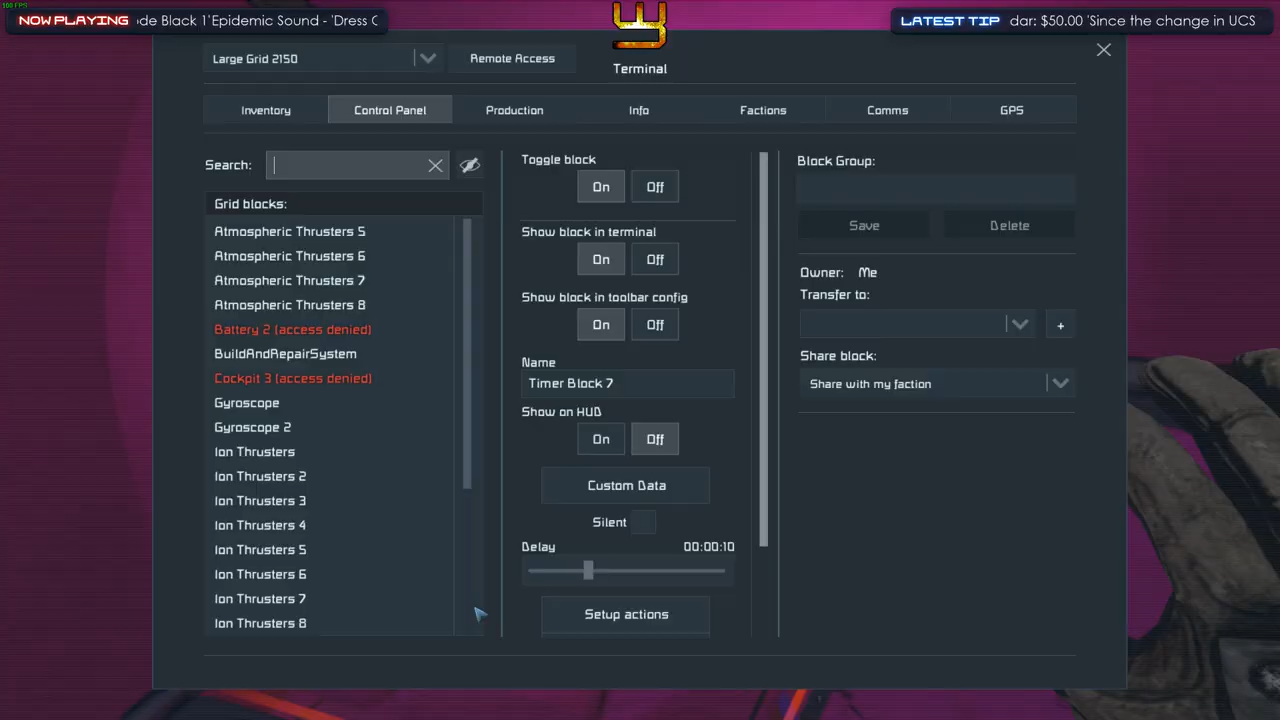 100 FPS
NOW PLAYING
ode Black 1'Epidemic Sound - 'Dress C
LATEST TIP
dar: $50.00 'Since the change in UCS
Large Grid 2150
Remote Access
Terminal
Inventory
Control Panel
Production
Info
Factions
Comms
GPS
Search:
Grid blocks:
Atmospheric Thrusters 5
Atmospheric Thrusters 6
Atmospheric Thrusters 7
Atmospheric Thrusters 8
Battery 2 (access denied)
BuildAndRepairSystem
Cockpit 3 (access denied)
Gyroscope
Gyroscope 2
Ion Thrusters
Ion Thrusters 2
Ion Thrusters 3
Ion Thrusters 4
Ion Thrusters 5
Ion Thrusters 6
Ion Thrusters 7
Ion Thrusters 8
Toggle block
On Off
Show block in terminal
On Off
Show block in toolbar config
On Off
Name
Timer Block 7
Show on HUD
On Off
Custom Data
Silent
Delay 00:00:10
Setup actions
Block Group:
Save Delete
Owner: Me
Transfer to:
+
Share block:
Share with my faction